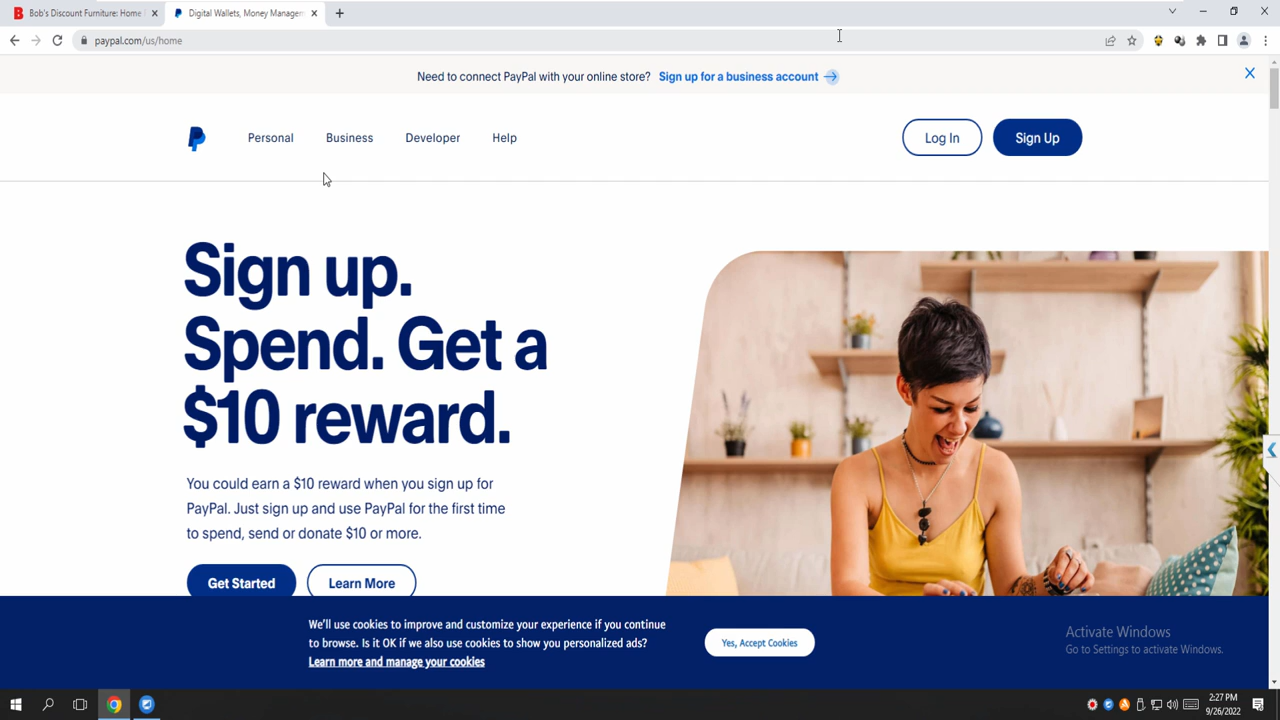 Bob's Discount Furniture: Home
Digital Wallets, Money Managem
paypal.com/us/home
Need to connect PayPal with your online store? Sign up for a business account
Personal Business Developer Help Log In Sign Up
Sign up.
Spend. Get a
$10 reward.
You could earn a $10 reward when you sign up for
PayPal. Just sign up and use PayPal for the first time
to spend, send or donate $10 or more.
Get Started Learn More
We'll use cookies to improve and customize your experience if you continue
to browse. Is it OK if we also use cookies to show you personalized ads?
Learn more and manage your cookies
Yes, Accept Cookies
Activate Windows
Go to Settings to activate Windows.
2:27 PM
9/26/2022